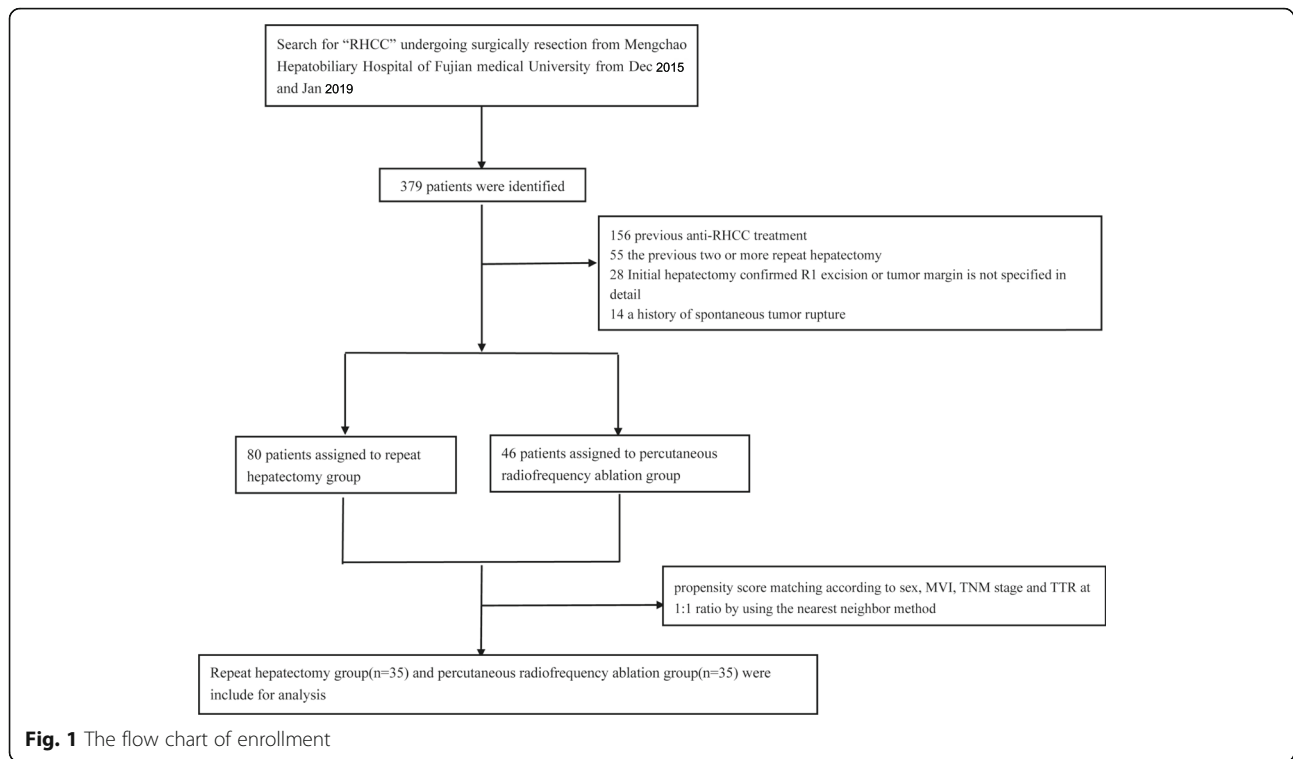 Search for “RHCC” undergoing surgically resection from Mengchao
Hepatobiliary Hospital of Fujian medical University from Dec 2015
and Jan 2019
379 patients were identified
156 previous anti-RHCC treatment
55 the previous two or more repeat hepatectomy
28 Initial hepatectomy confirmed R1 excision or tumor margin is not specified in
detail
14 a history of spontaneous tumor rupture
80 patients assigned to repeat
hepatectomy group
46 patients assigned to percutaneous
radiofrequency ablation group
propensity score matching according to sex, MVI, TNM stage and TTR at
1:1 ratio by using the nearest neighbor method
Repeat hepatectomy group(n=35) and percutaneous radiofrequency ablation group(n=35) were
include for analysis
Fig. 1 The flow chart of enrollment